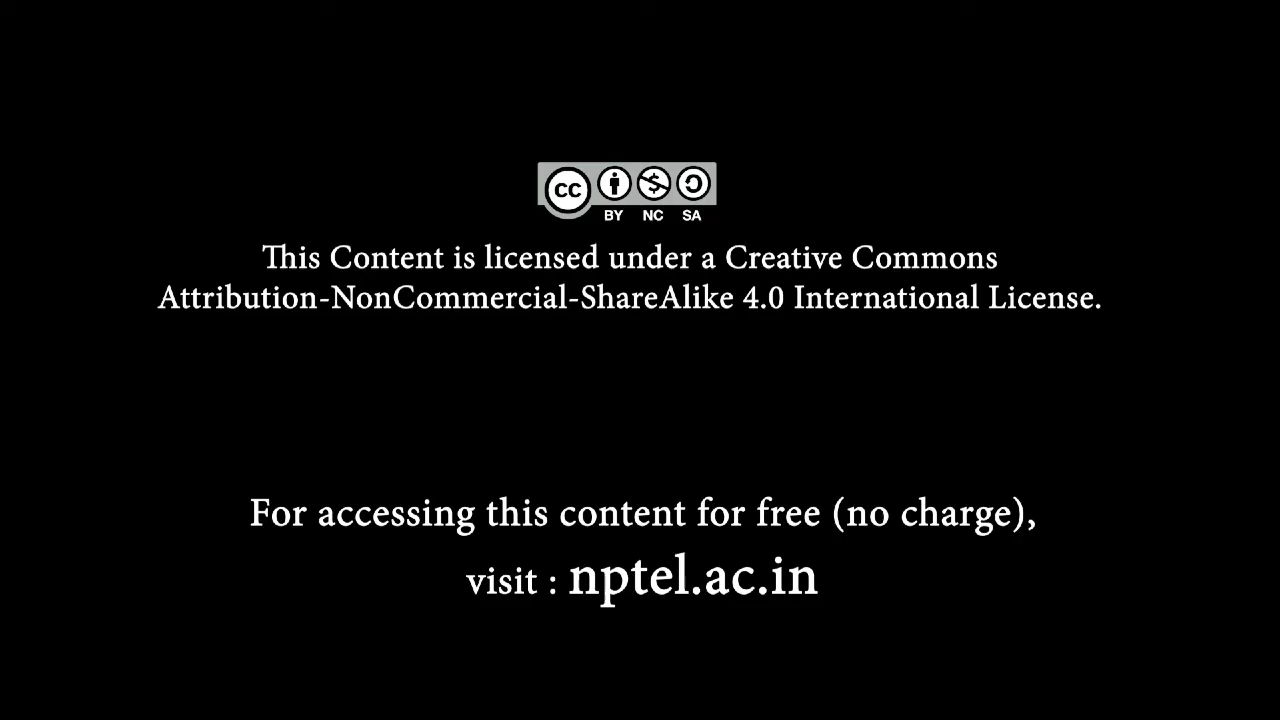 cc
BY NC SA
This Content is licensed under a Creative Commons
Attribution-NonCommercial-ShareAlike 4.0 International License.
For accessing this content for free (no charge),
visit : nptel.ac.in